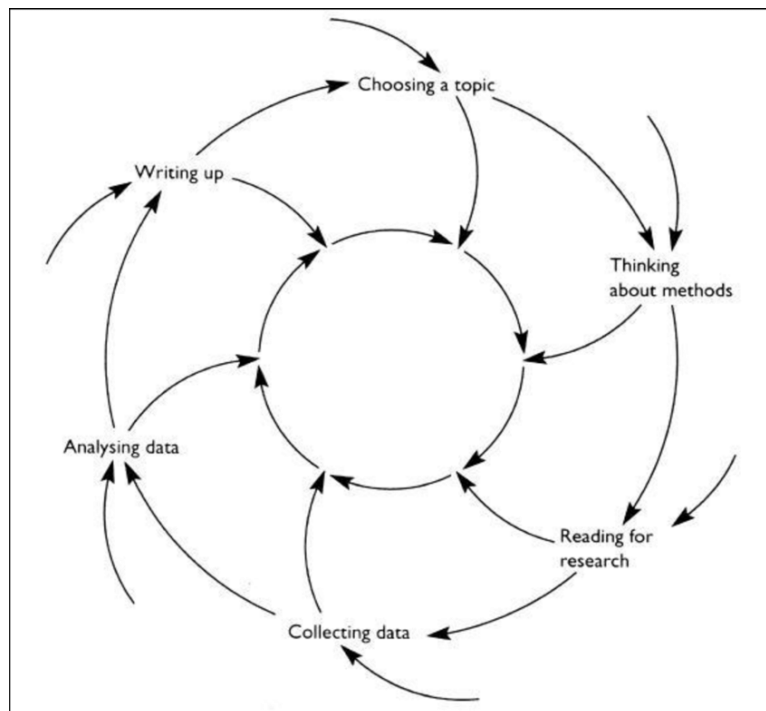 Choosing a topic
Writing up
Thinking
about methods
Analysing data
Reading for
research
Collecting data